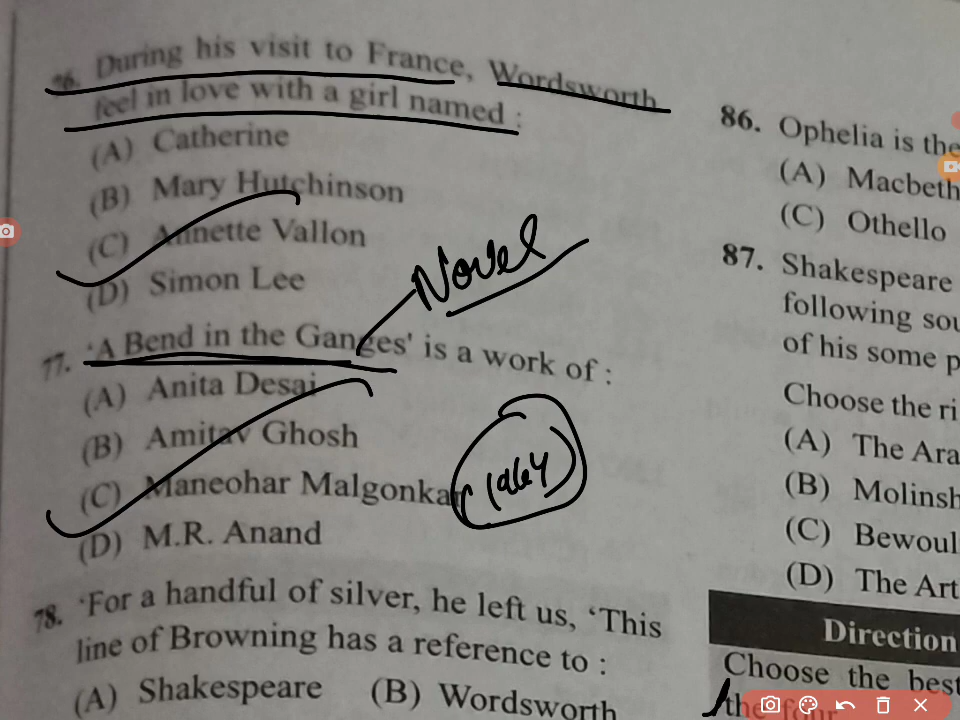 76. During his visit to France, Wordsworth
feel in love with a girl named :
(A) Catherine
(B) Mary Hutchinson
(C) Annette Vallon
(D) Simon Lee
Novel
77. 'A Bend in the Ganges' is a work of :
(A) Anita Desai
(B) Amitav Ghosh
(C) Maneohar Malgonkar
(1964)
(D) M.R. Anand
78. 'For a handful of silver, he left us, 'This
line of Browning has a reference to :
(A) Shakespeare (B) Wordsworth
86. Ophelia is the
(A) Macbeth
(C) Othello
87. Shakespeare
following sou
of his some p
Choose the ri
(A) The Ara
(B) Molinsh
(C) Bewoul
(D) The Art
Direction
Choose the best
the four